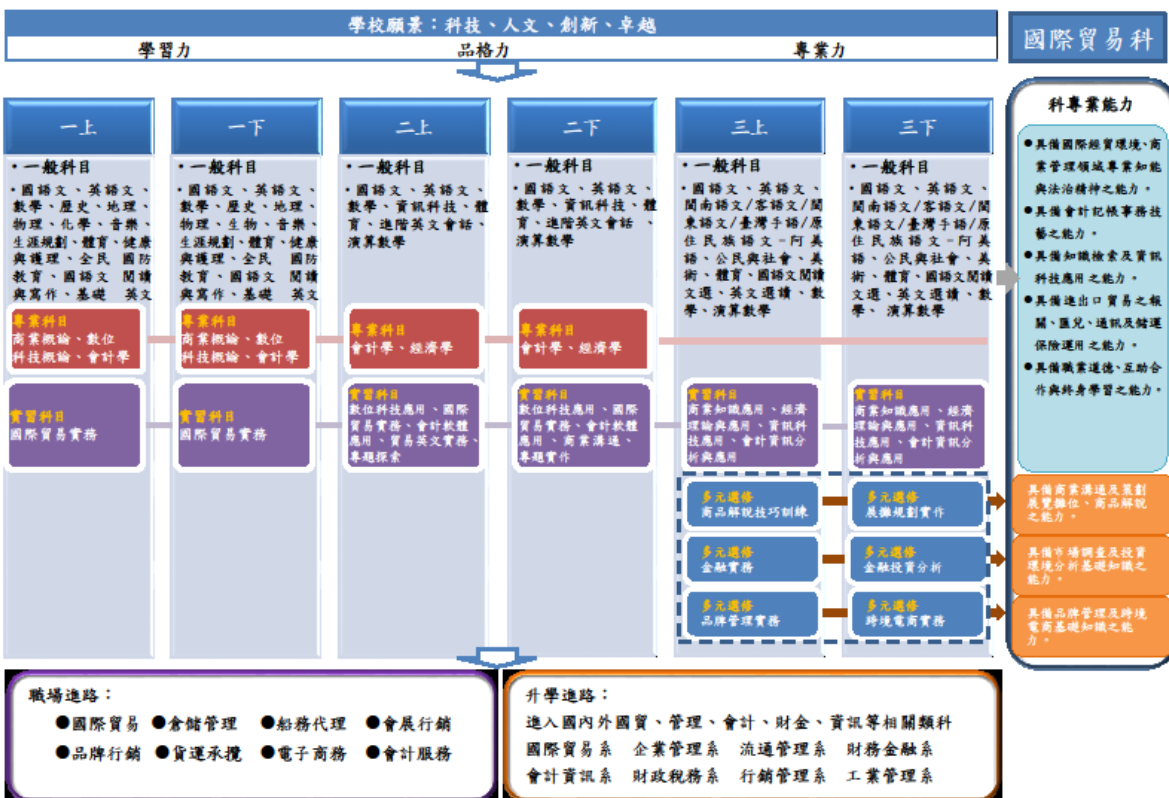 學校願景：科技、人文、創新、卓越
學習力
品格力
專業力
國際貿易科
一上
・一般科目
・國語文、英語文、
數學、歷史、地理、
物理、化學、音樂、
生涯規劃、體育、健康
與護理、全民 國防
教育、國語文 閱讀
與寫作、基礎 英文
專業科目
商業概論、數位
科技概論、會計學
實習科目
國際貿易實務
一下
・一般科目
・國語文、英語文、
數學、歷史、地理、
物理、生物、音樂、
生涯規劃、體育、健康
與護理、全民 國防
教育、國語文 閱讀
與寫作、基礎 英文
專業科目
商業概論、數位
科技概論、會計學
實習科目
國際貿易實務
二上
・一般科目
・國語文、英語文、
數學、資訊科技、體
育、進階英文會話、
演算數學
專業科目
會計學、經濟學
實習科目
數位科技應用、國際
貿易實務、會計軟體
應用、貿易英文實務、
專題探索
二下
・一般科目
・國語文、英語文、
數學、資訊科技、體
育、進階英文會話、
演算數學
專業科目
會計學、經濟學
實習科目
數位科技應用、國際
貿易實務、會計軟體
應用、商業溝通、
專題實作
三上
・一般科目
・國語文、英語文、
閩南語文/客語文/閩
東語文/臺灣手語/原
住民族語文-阿美
語、公民與社會、美
術、體育、國語文閱讀
文選、英文選讀、數
學、演算數學
實習科目
商業知識應用、經濟
理論與應用、資訊科
技應用、會計資訊分
析與應用
多元選修
商品解說技巧訓練
多元選修
金融實務
多元選修
品牌管理實務
三下
・一般科目
・國語文、英語文、
閩南語文/客語文/閩
東語文/臺灣手語/原
住民族語文-阿美
語、公民與社會、美
術、體育、國語文閱讀
文選、英文選讀、數
學、 演算數學
實習科目
商業知識應用、經濟
理論與應用、資訊科
技應用、會計資訊分
析與應用
多元選修
展攤規劃實作
多元選修
金融投資分析
多元選修
跨境電商實務
科專業能力
●具備國際經貿環境、商
業管理領域專業知能
與法治精神之能力。
●具備會計記帳事務技
藝之能力。
●具備知識檢索及資訊
科技應用之能力。
●具備進出口貿易之報
關、匯兌、通訊及儲運
保險運用之能力。
●具備職業道德、互助合
作與終身學習之能力。
具備商業溝通及策劃
展覽攤位、商品解說
之能力。
具備市場調查及投資
環境分析基礎知識之
能力。
具備品牌管理及跨境
電商基礎知識之能
力。
職場進路：
●國際貿易 ●倉儲管理 ●船務代理 ●會展行銷
●品牌行銷 ●貨運承攬 ●電子商務 ●會計服務
升學進路：
進入國內外國貿、管理、會計、財金、資訊等相關類科
國際貿易系 企業管理系 流通管理系 財務金融系
會計資訊系 財政稅務系 行銷管理系 工業管理系